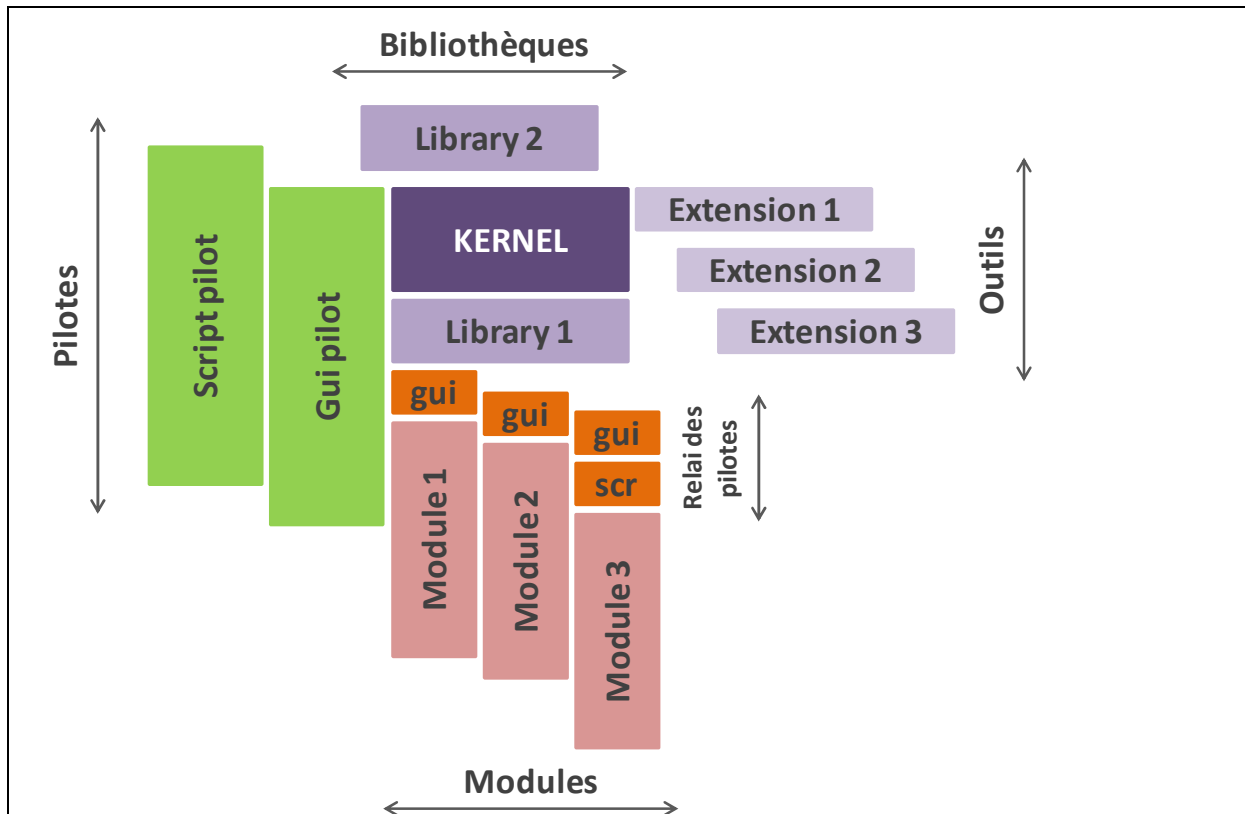 Bibliothèques
Library 2
KERNEL
Library 1
Extension 1
Extension 2
Extension 3
Outils
Pilotes
Script pilot
Gui pilot
gui
gui
gui
scr
Relai des
pilotes
Module 1
Module 2
Module 3
Modules